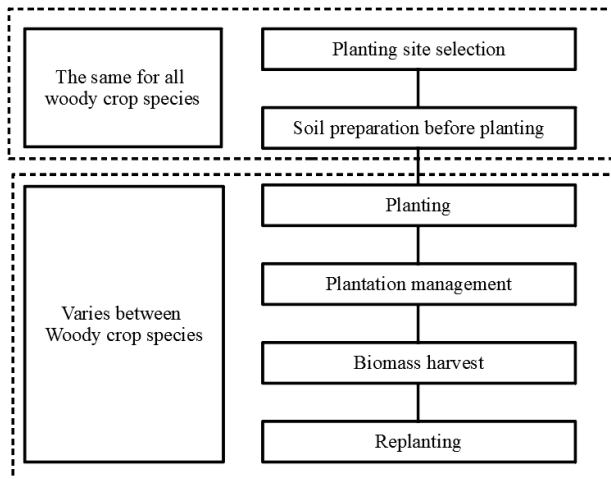 The same for all
woody crop species
Planting site selection
Soil preparation before planting
Varies between
Woody crop species
Planting
Plantation management
Biomass harvest
Replanting